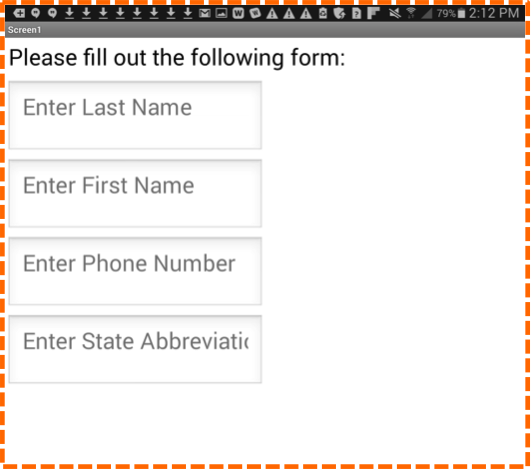 79% 2:12 PM
Screen1
Please fill out the following form:
Enter Last Name
Enter First Name
Enter Phone Number
Enter State Abbreviatic